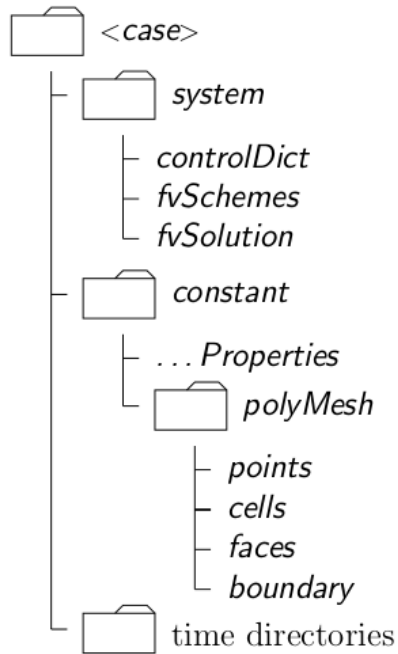 <case>
system
controlDict
fvSchemes
fvSolution
constant
...Properties
polyMesh
points
cells
faces
boundary
time directories